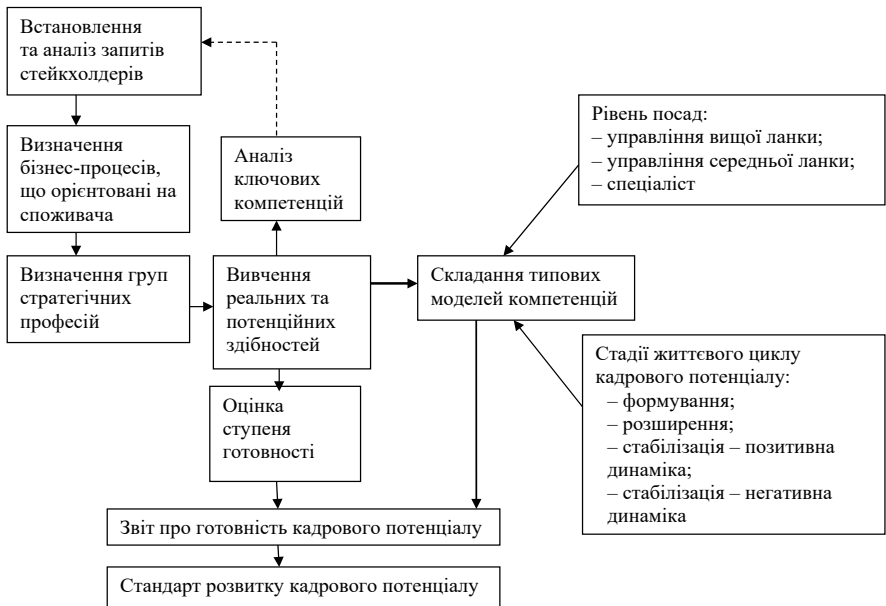 Встановлення
та аналіз запитів
стейкхолдерів
Визначення
бізнес-процесів,
що орієнтовані на
споживача
Аналіз
ключових
компетенцій
Рівень посад:
– управління вищої ланки;
– управління середньої ланки;
– спеціаліст
Визначення груп
стратегічних
професій
Вивчення
реальних та
потенційних
здібностей
Складання типових
моделей компетенцій
Стадії життєвого циклу
кадрового потенціалу:
– формування;
– розширення;
– стабілізація – позитивна
динаміка;
– стабілізація – негативна
динаміка
Оцінка
ступеня
готовності
Звіт про готовність кадрового потенціалу
Стандарт розвитку кадрового потенціалу